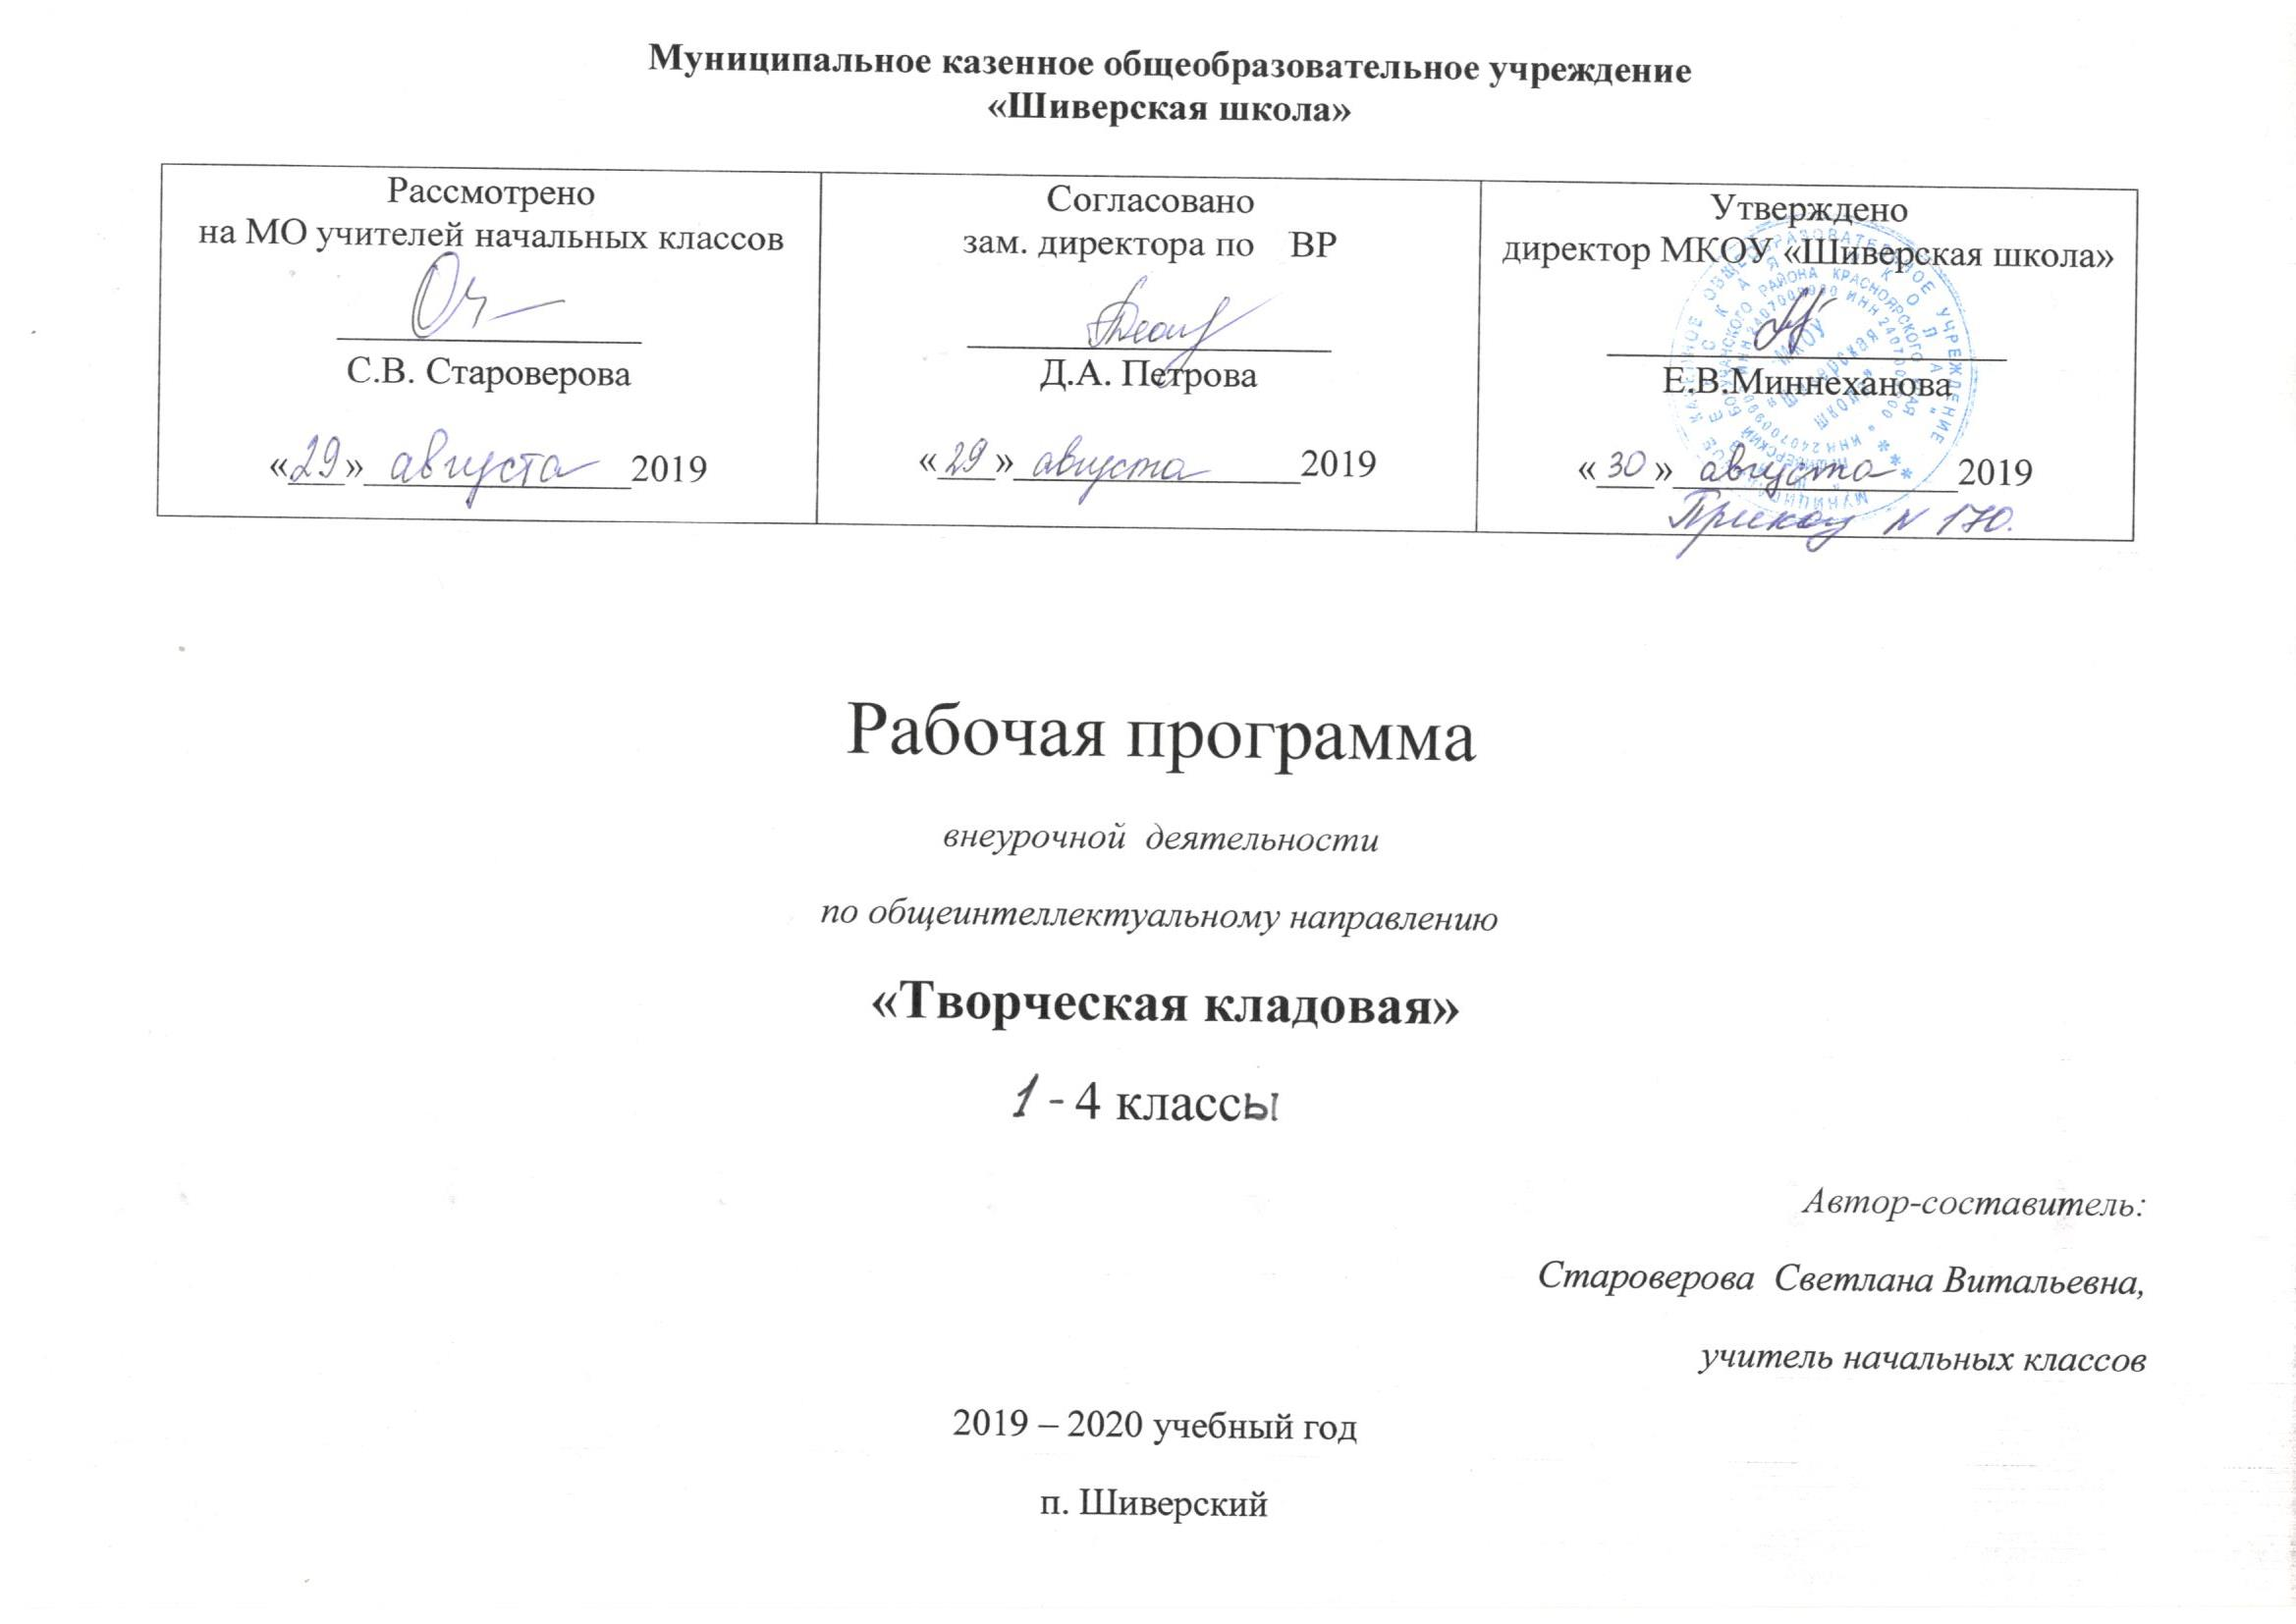 Муниципальное казенное общеобразовательное учреждение
«Шиверская школа»
Рассмотрено
на МО учителей начальных классов
С.В. Староверова
«29» августа 2019
Согласовано
зам. директора по ВР
Д.А. Петрова
«29» августа 2019
Утверждено
директор МКОУ «Шиверская школа»
Е.В.Миннеханова
«30» августа 2019
Приказ N 170.
МКОУ
Шиверская
школа
Рабочая программа
внеурочной деятельности
по общеинтеллектуальному направлению
«Творческая кладовая»
1 - 4 классы
Автор-составитель:
Староверова Светлана Витальевна,
учитель начальных классов
2019 – 2020 учебный год
п. Шиверский